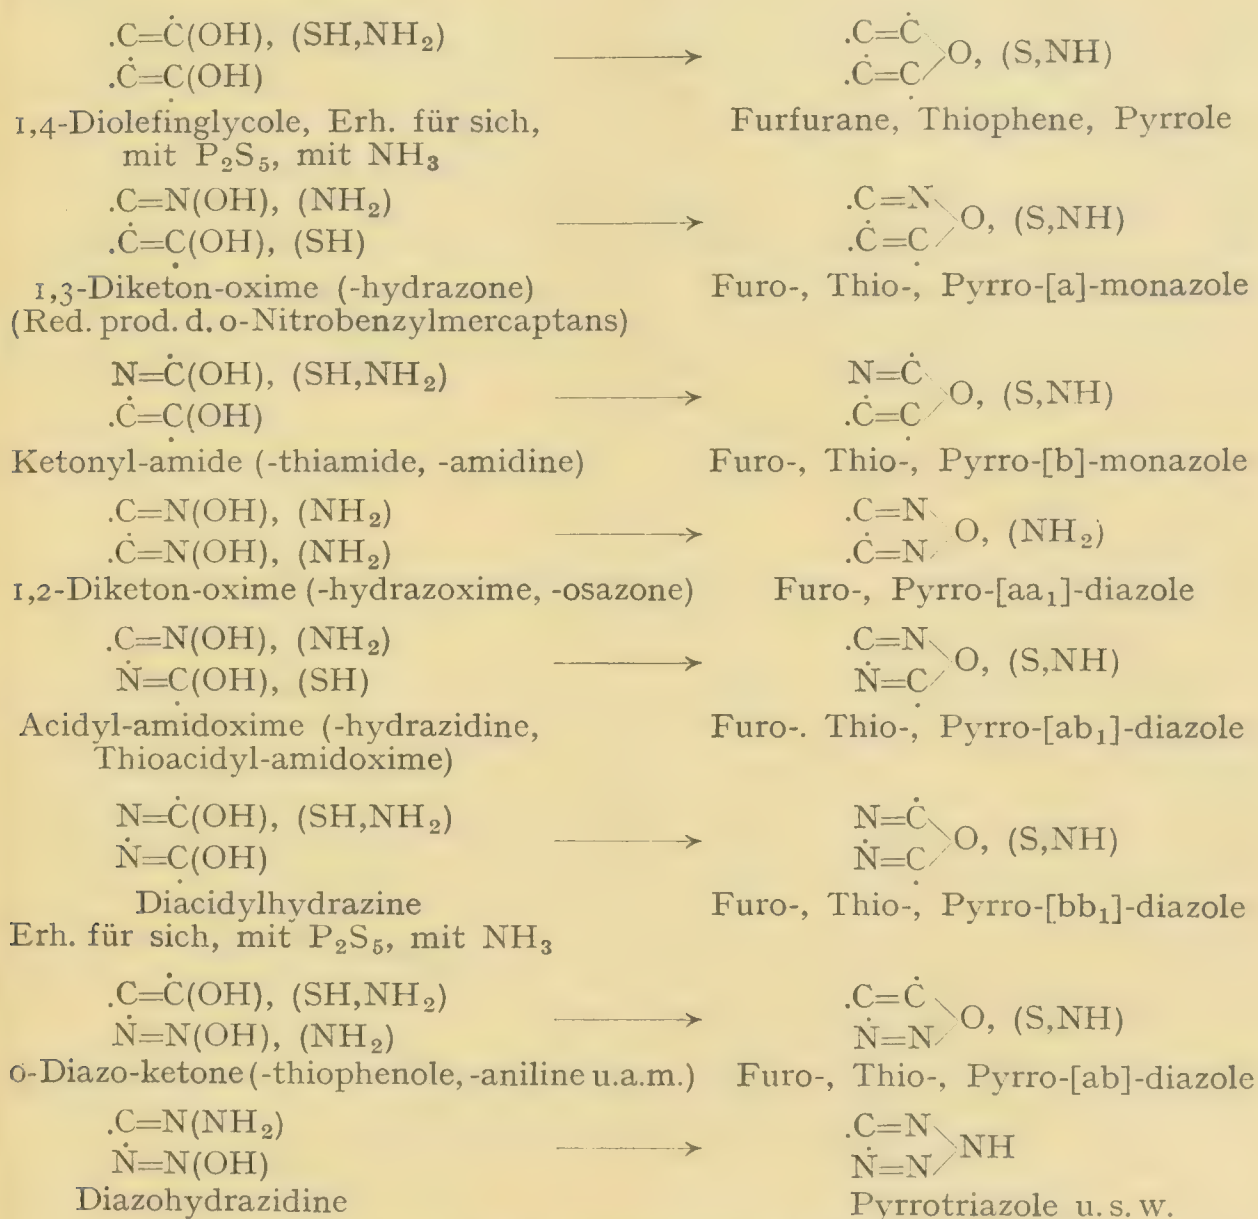 .C=Ċ(OH), (SH,NH₂) ⟶ .C=Ċ
.Ċ=C(OH) .Ċ=C O, (S,NH)
1,4-Diolefinglycole, Erh. für sich, Furfurane, Thiophene, Pyrrole
mit P₂S₅, mit NH₃
.C=N(OH), (NH₂) ⟶ .C=N
.Ċ=C(OH), (SH) .Ċ=C O, (S,NH)
1,3-Diketon-oxime (-hydrazone) Furo-, Thio-, Pyrro-[a]-monazole
(Red. prod. d. o-Nitrobenzylmercaptans)
N=Ċ(OH), (SH,NH₂) ⟶ N=Ċ
.Ċ=C(OH) .Ċ=C O, (S,NH)
Ketonyl-amide (-thiamide, -amidine) Furo-, Thio-, Pyrro-[b]-monazole
.C=N(OH), (NH₂) ⟶ .C=N
.Ċ=N(OH), (NH₂) .Ċ=N O, (NH₂)
1,2-Diketon-oxime (-hydrazoxime, -osazone) Furo-, Pyrro-[aa₁]-diazole
.C=N(OH), (NH₂) ⟶ .C=N
Ṅ=C(OH), (SH) Ṅ=C O, (S,NH)
Acidyl-amidoxime (-hydrazidine, Furo-. Thio-, Pyrro-[ab₁]-diazole
Thioacidyl-amidoxime)
N=Ċ(OH), (SH,NH₂) ⟶ N=Ċ
Ṅ=C(OH) Ṅ=C O, (S,NH)
Diacidylhydrazine Furo-, Thio-, Pyrro-[bb₁]-diazole
Erh. für sich, mit P₂S₅, mit NH₃
.C=Ċ(OH), (SH,NH₂) ⟶ .C=Ċ
Ṅ=N(OH), (NH₂) Ṅ=N O, (S,NH)
o-Diazo-ketone (-thiophenole, -aniline u.a.m.) Furo-, Thio-, Pyrro-[ab]-diazole
.C=N(NH₂) ⟶ .C=N
Ṅ=N(OH) Ṅ=N NH
Diazohydrazidine Pyrrotriazole u. s. w.